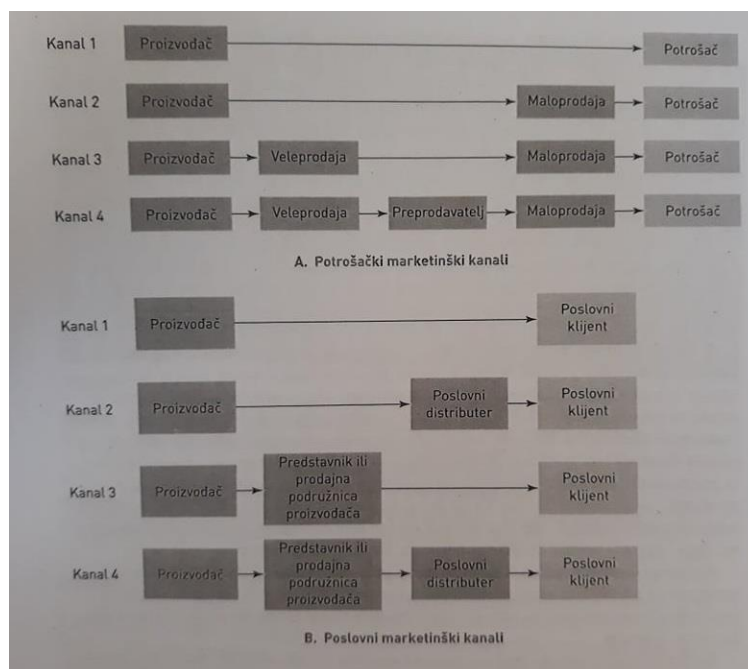 Kanal 1 Proizvođač Potrošač
Kanal 2 Proizvođač Maloprodaja Potrošač
Kanal 3 Proizvođač Veleprodaja Maloprodaja Potrošač
Kanal 4 Proizvođač Veleprodaja Preprodavatelj Maloprodaja Potrošač
A. Potrošački marketinški kanali
Kanal 1 Proizvođač Poslovni
klijent
Kanal 2 Proizvođač Poslovni
distributer
Poslovni
klijent
Kanal 3 Proizvođač Predstavnik ili
prodajna
podružnica
proizvođača
Poslovni
klijent
Kanal 4 Proizvođač Predstavnik ili
prodajna
podružnica
proizvođača
Poslovni
distributer
Poslovni
klijent
B. Poslovni marketinški kanali